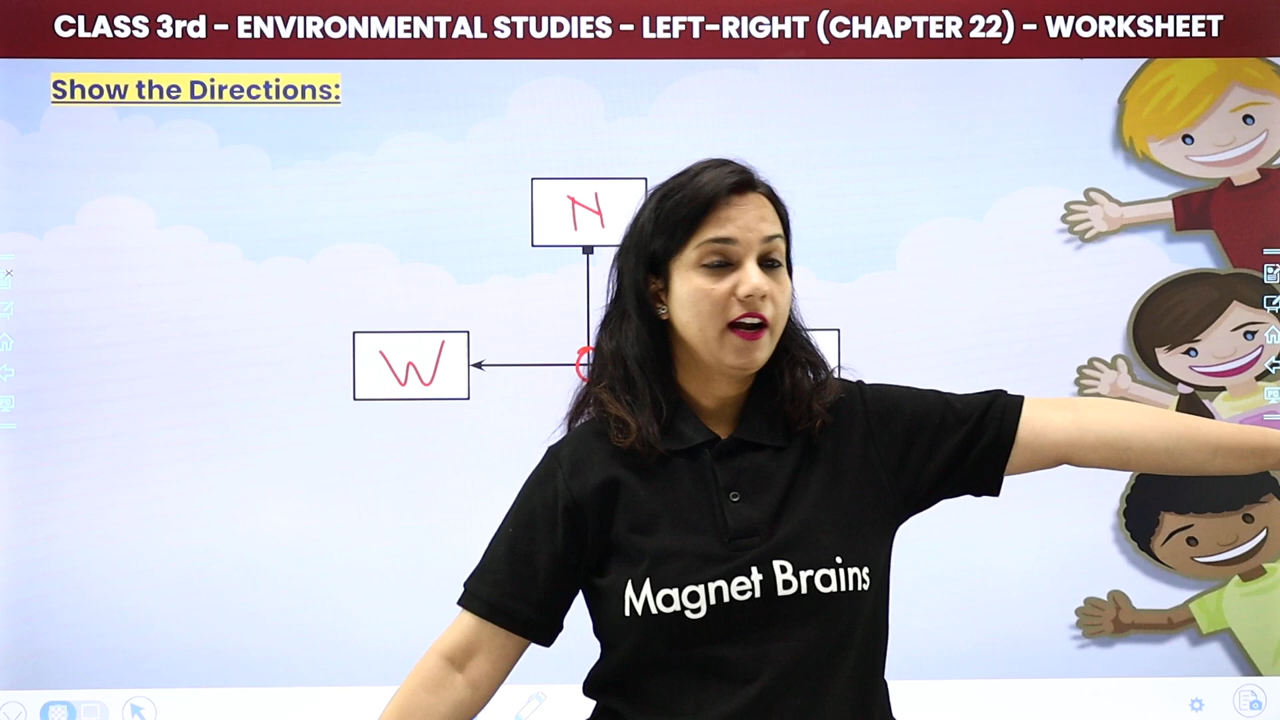 CLASS 3rd - ENVIRONMENTAL STUDIES - LEFT-RIGHT (CHAPTER 22) - WORKSHEET
Show the Directions:
N
W
Magnet Brains